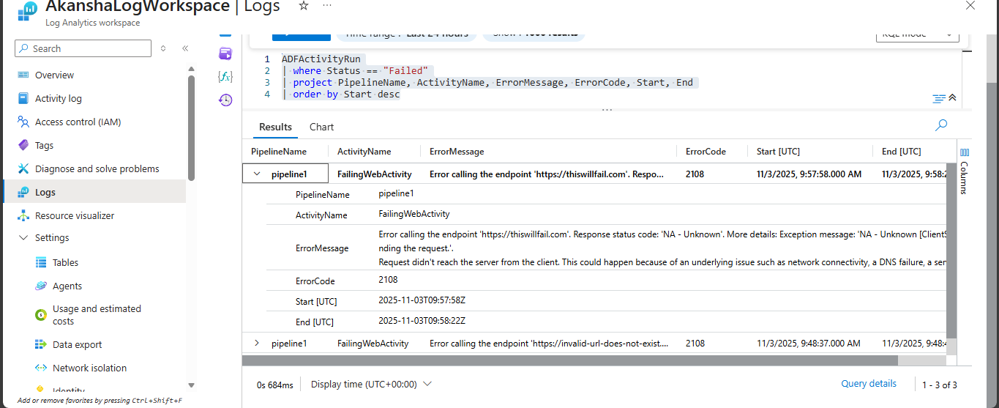 AkanshaLogWorkspace | Logs
Log Analytics workspace
Search
Overview
Activity log
Access control (IAM)
Tags
Diagnose and solve problems
Logs
Resource visualizer
Settings
Tables
Agents
Usage and estimated
costs
Data export
Network isolation
Identity
Add or remove favorites by pressing Ctrl+Shift+F
Time range : Last 24 hours
Show : 1000 results
KQL mode
1 ADFActivityRun
2 | where Status == "Failed"
3 | project PipelineName, ActivityName, ErrorMessage, ErrorCode, Start, End
4 | order by Start desc
Results Chart
PipelineName ActivityName ErrorMessage ErrorCode Start [UTC] End [UTC]
pipeline1 FailingWebActivity Error calling the endpoint 'https://thiswillfail.com'. Respo... 2108 11/3/2025, 9:57:58.000 AM 11/3/2025, 9:58:2
PipelineName pipeline1
ActivityName FailingWebActivity
ErrorMessage
Error calling the endpoint 'https://thiswillfail.com'. Response status code: 'NA - Unknown'. More details: Exception message: 'NA - Unknown [ClientS
nding the request.'.
Request didn't reach the server from the client. This could happen because of an underlying issue such as network connectivity, a DNS failure, a ser
ErrorCode 2108
Start [UTC] 2025-11-03T09:57:58Z
End [UTC] 2025-11-03T09:58:22Z
pipeline1 FailingWebActivity Error calling the endpoint 'https://invalid-url-does-not-exist.... 2108 11/3/2025, 9:48:37.000 AM 11/3/2025, 9:48:4
Columns
0s 684ms Display time (UTC+00:00) Query details 1 - 3 of 3